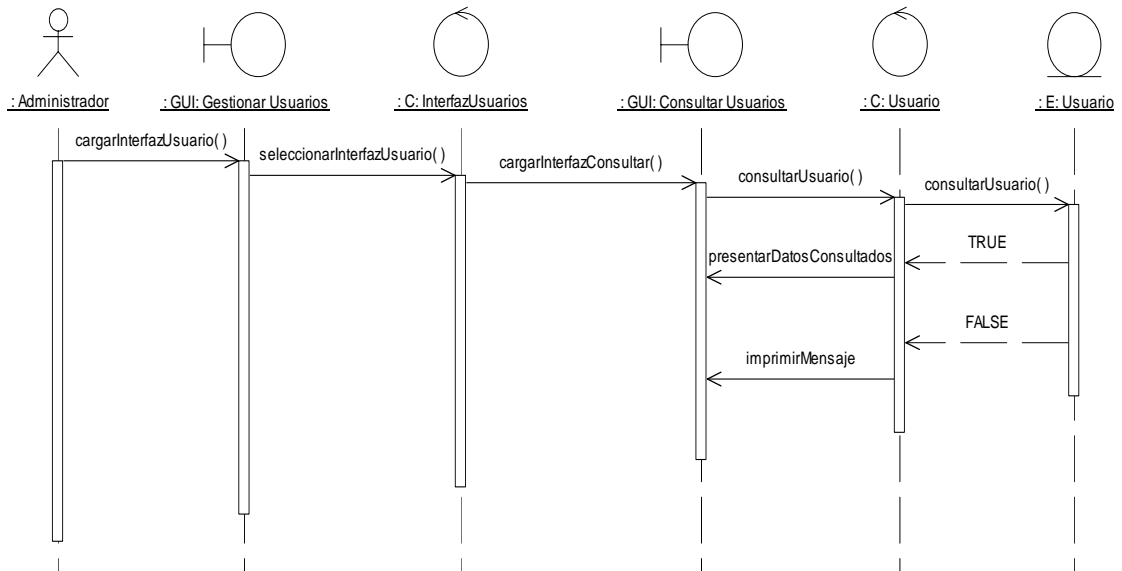 : Administrador
: GUI: Gestionar Usuarios
: C: InterfazUsuarios
: GUI: Consultar Usuarios
: C: Usuario
: E: Usuario
cargarInterfazUsuario( )
seleccionarInterfazUsuario( )
cargarInterfazConsultar( )
consultarUsuario( )
consultarUsuario( )
TRUE
presentarDatosConsultados
FALSE
imprimirMensaje